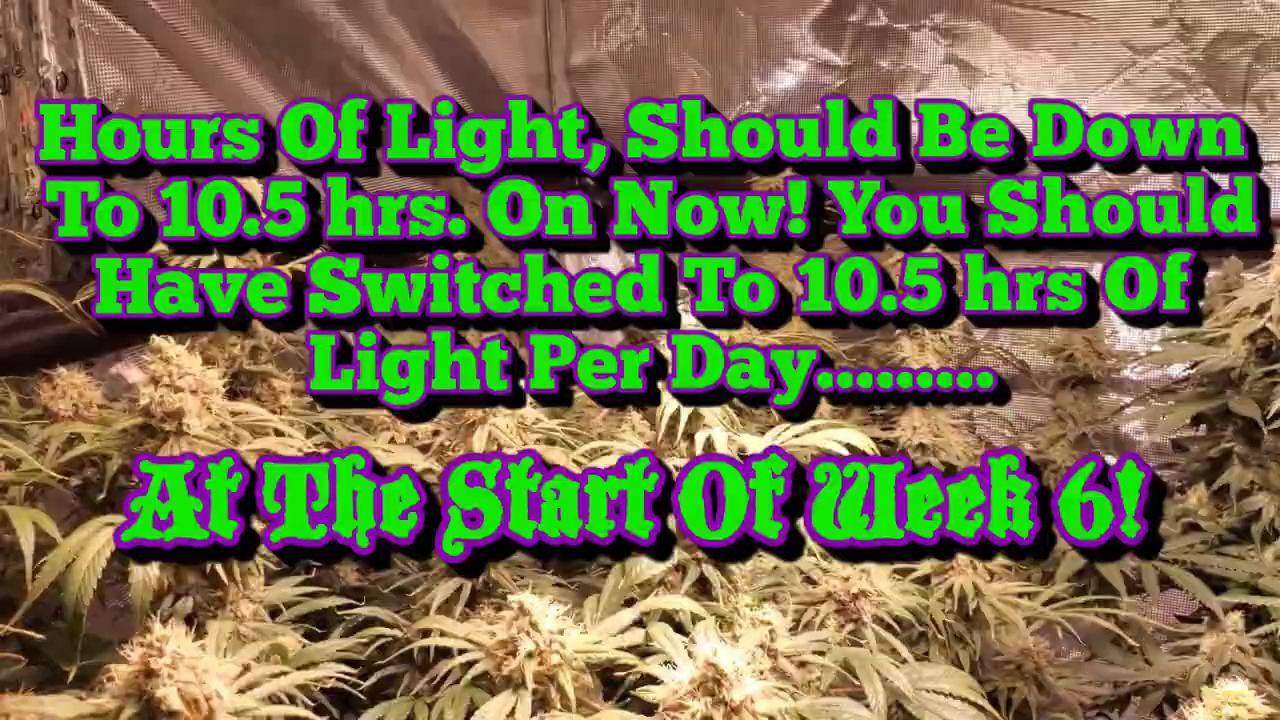 Hours Of Light, Should Be Down
To 10.5 hrs. On Now! You Should
Have Switched To 10.5 hrs Of
Light Per Day.........
At The Start Of Week 6!